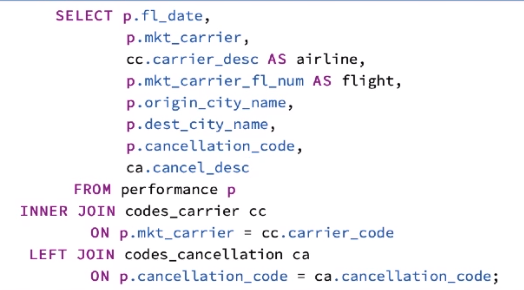 SELECT p.fl_date,
p.mkt_carrier,
cc.carrier_desc AS airline,
p.mkt_carrier_fl_num AS flight,
p.origin_city_name,
p.dest_city_name,
p.cancellation_code,
ca.cancel_desc
FROM performance p
INNER JOIN codes_carrier cc
ON p.mkt_carrier = cc.carrier_code
LEFT JOIN codes_cancellation ca
ON p.cancellation_code = ca.cancellation_code;